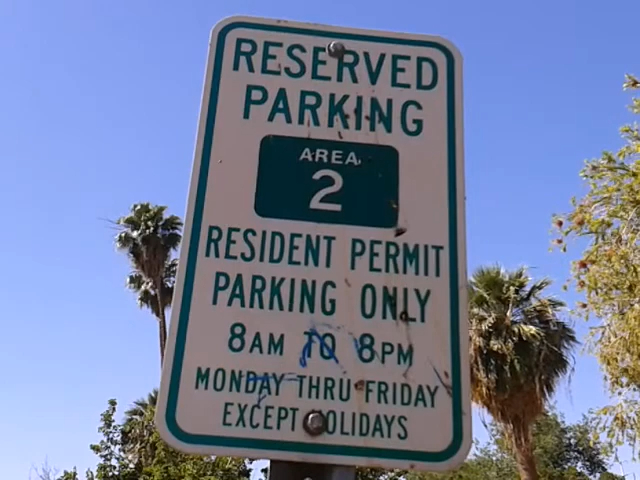 RESERVED
PARKING
AREA
2
RESIDENT PERMIT
PARKING ONLY
8AM TO 8PM
MONDAY THRU FRIDAY
EXCEPT HOLIDAYS